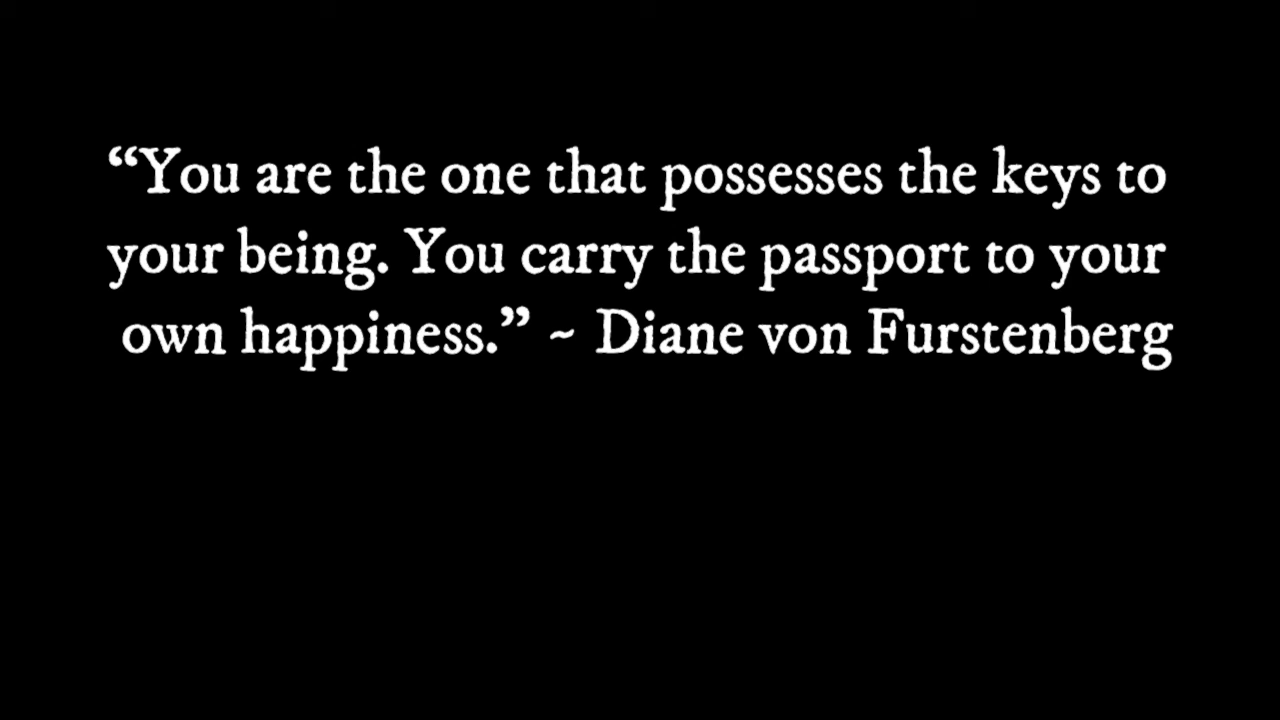 “You are the one that possesses the keys to
your being. You carry the passport to your
own happiness.” ~ Diane von Furstenberg